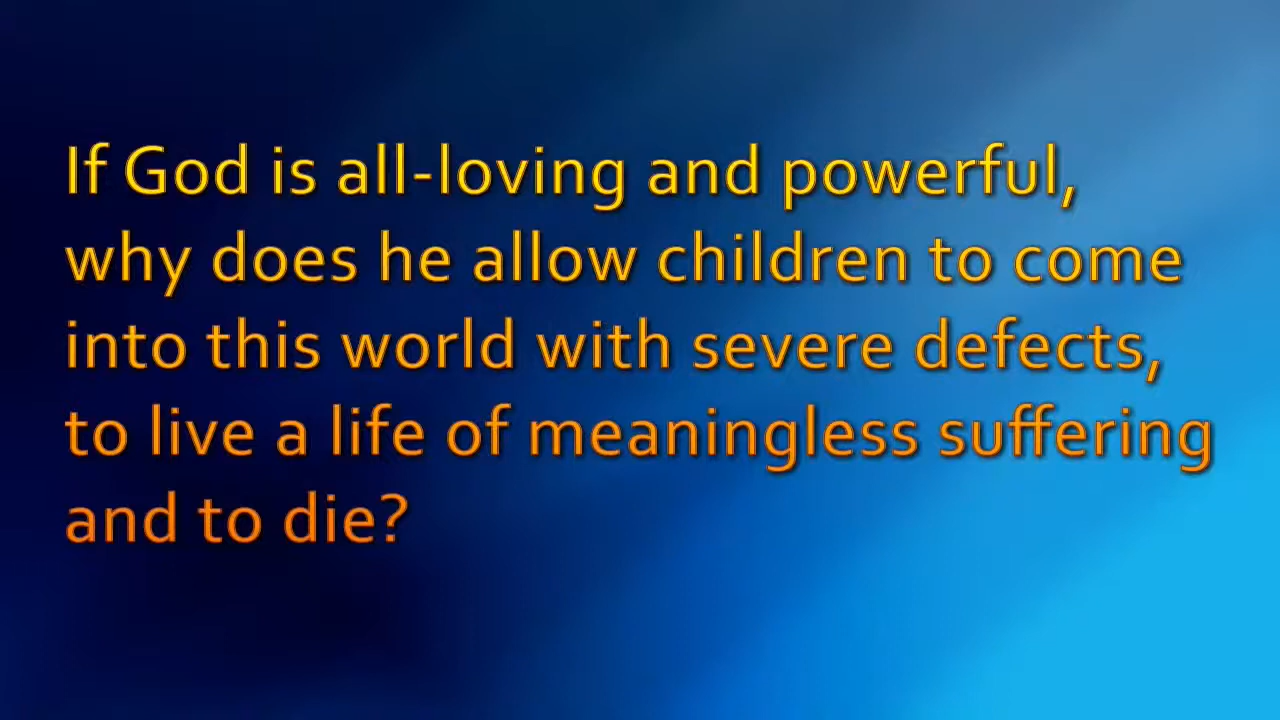 If God is all-loving and powerful,
why does he allow children to come
into this world with severe defects,
to live a life of meaningless suffering
and to die?